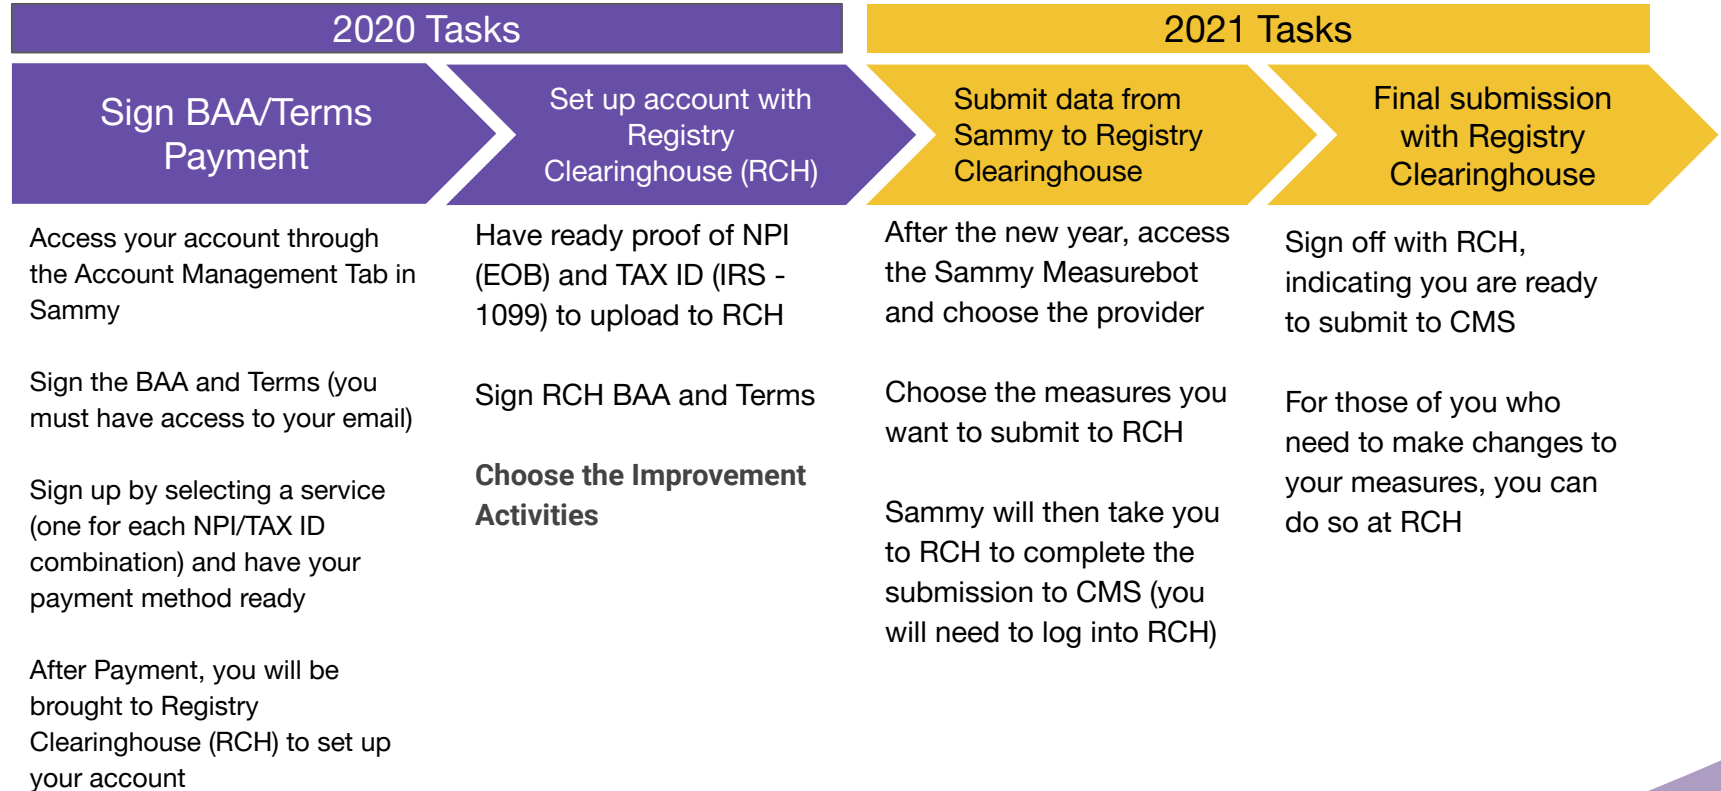 2020 Tasks
2021 Tasks
Sign BAA/Terms
Payment
Set up account with
Registry
Clearinghouse (RCH)
Submit data from
Sammy to Registry
Clearinghouse
Final submission
with Registry
Clearinghouse
Access your account through
the Account Management Tab in
Sammy
Sign the BAA and Terms (you
must have access to your email)
Sign up by selecting a service
(one for each NPI/TAX ID
combination) and have your
payment method ready
After Payment, you will be
brought to Registry
Clearinghouse (RCH) to set up
your account
Have ready proof of NPI
(EOB) and TAX ID (IRS -
1099) to upload to RCH
Sign RCH BAA and Terms
Choose the Improvement
Activities
After the new year, access
the Sammy Measurebot
and choose the provider
Choose the measures you
want to submit to RCH
Sammy will then take you
to RCH to complete the
submission to CMS (you
will need to log into RCH)
Sign off with RCH,
indicating you are ready
to submit to CMS
For those of you who
need to make changes to
your measures, you can
do so at RCH